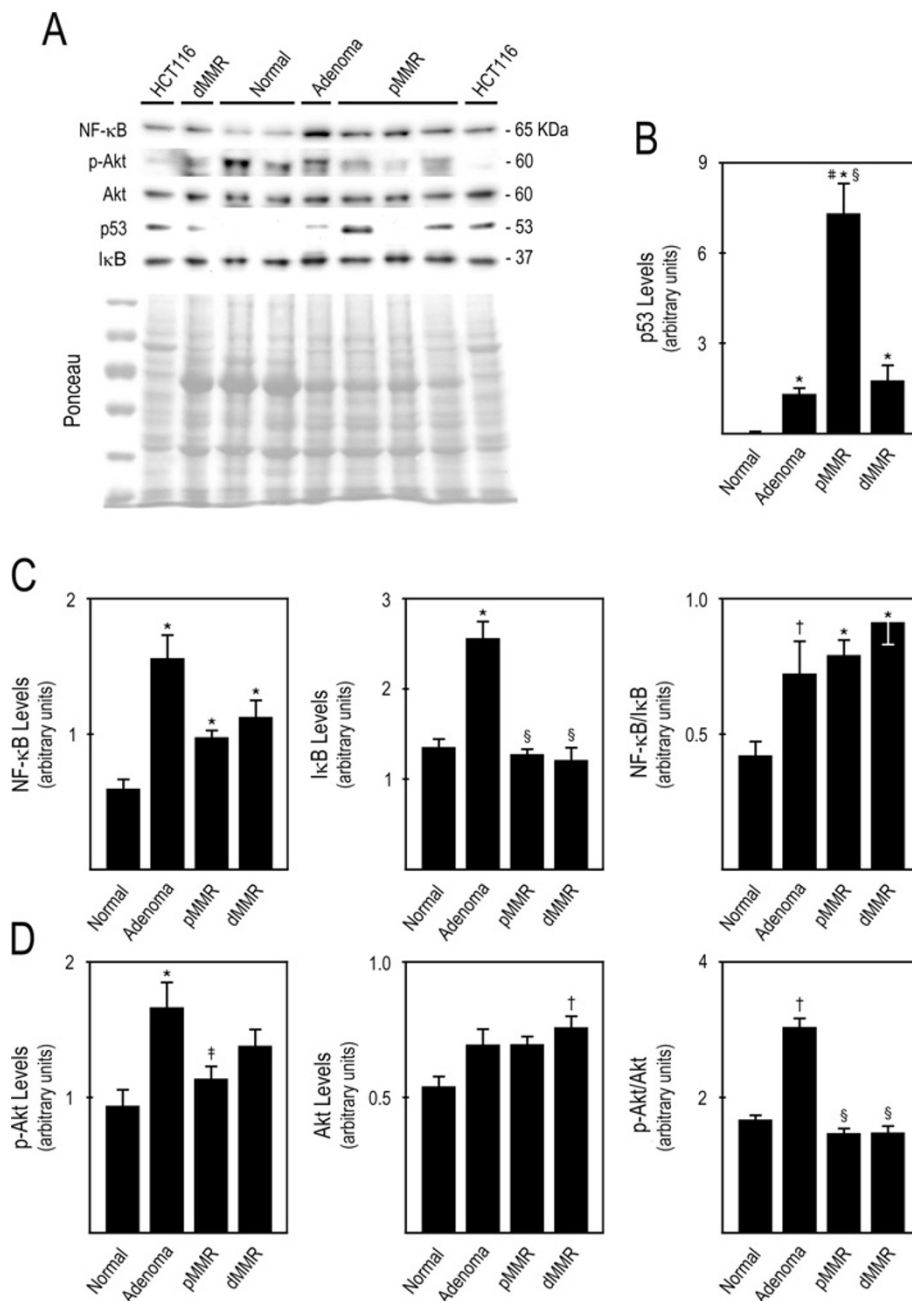 A
HCT116
dMMR
Normal
Adenoma
pMMR
HCT116
NF-κB - 65 KDa
p-Akt - 60
Akt - 60
p53 - 53
IκB - 37
Ponceau
B
p53 Levels
(arbitrary units)
9
6
3
# * §
*
*
Normal
Adenoma
pMMR
dMMR
C
NF-κB Levels
(arbitrary units)
2
1
*
*
*
Normal
Adenoma
pMMR
dMMR
IκB Levels
(arbitrary units)
3
2
1
*
§
§
Normal
Adenoma
pMMR
dMMR
NF-κB/IκB
(arbitrary units)
1.0
0.5
†
*
*
Normal
Adenoma
pMMR
dMMR
D
p-Akt Levels
(arbitrary units)
2
1
*
‡
Normal
Adenoma
pMMR
dMMR
Akt Levels
(arbitrary units)
1.0
0.5
†
Normal
Adenoma
pMMR
dMMR
p-Akt/Akt
(arbitrary units)
4
2
†
§
§
Normal
Adenoma
pMMR
dMMR